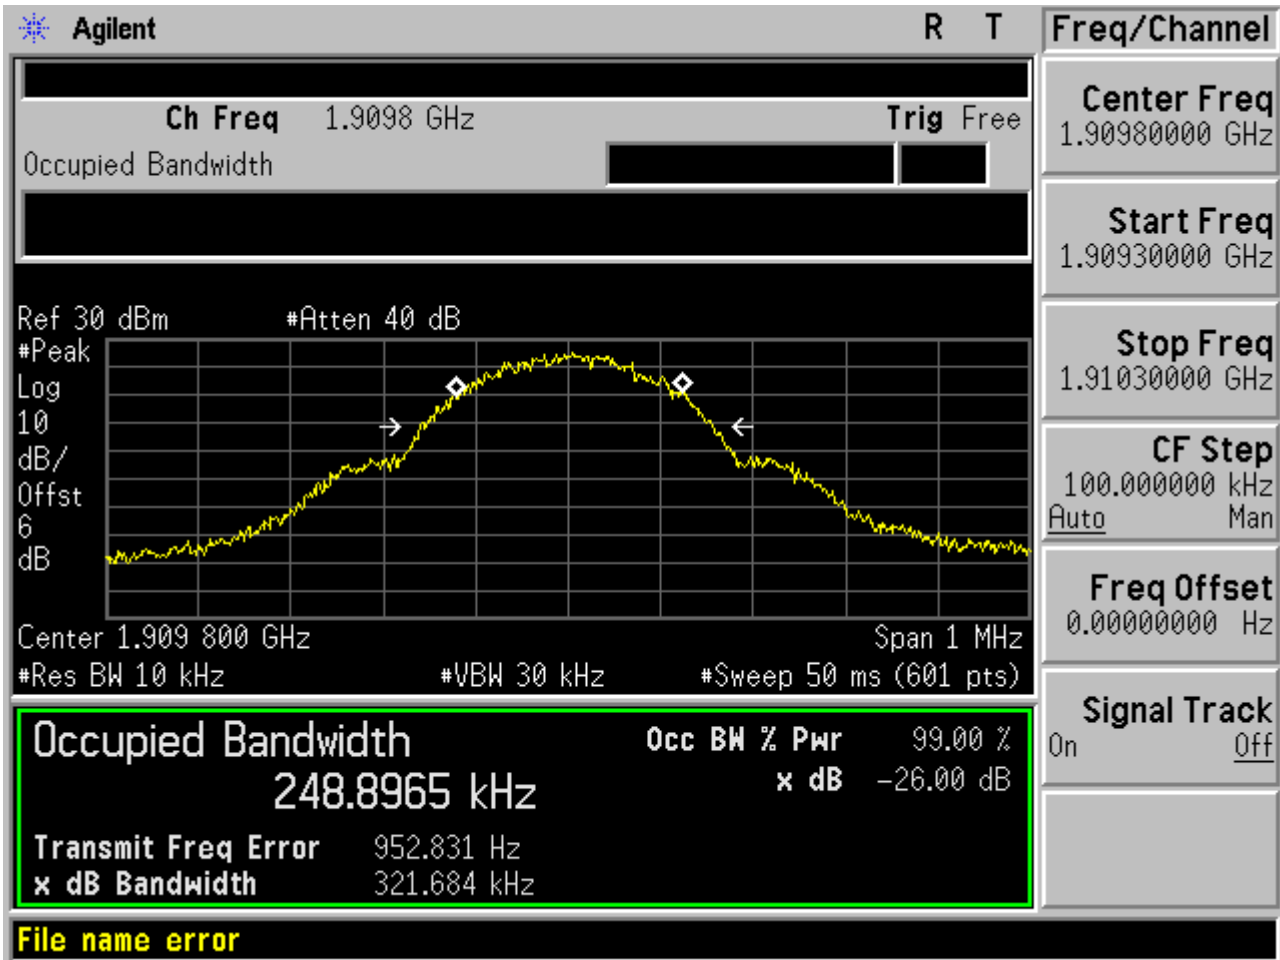 Agilent R T Freq/Channel
Ch Freq 1.9098 GHz Trig Free
Occupied Bandwidth
Center Freq
1.90980000 GHz
Start Freq
1.90930000 GHz
Stop Freq
1.91030000 GHz
CF Step
100.000000 kHz
Auto Man
Freq Offset
0.00000000 Hz
Signal Track
On Off
Ref 30 dBm #Atten 40 dB
#Peak
Log
10
dB/
Offst
6
dB
Center 1.909 800 GHz Span 1 MHz
#Res BW 10 kHz #VBW 30 kHz #Sweep 50 ms (601 pts)
Occupied Bandwidth Occ BW % Pwr 99.00 %
248.8965 kHz x dB -26.00 dB
Transmit Freq Error 952.831 Hz
x dB Bandwidth 321.684 kHz
File name error